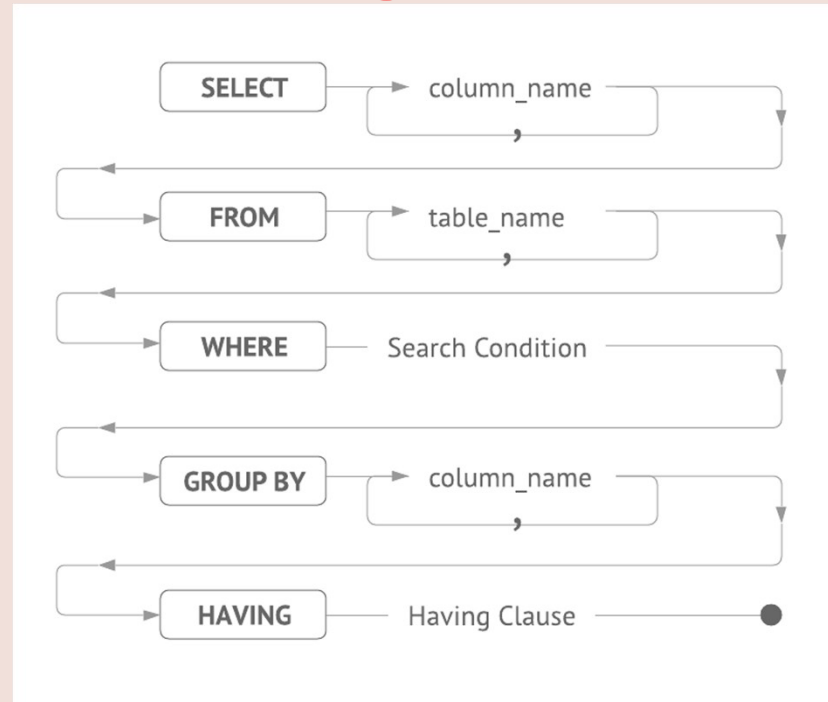 SELECT column_name
,
FROM table_name
,
WHERE Search Condition
GROUP BY column_name
,
HAVING Having Clause